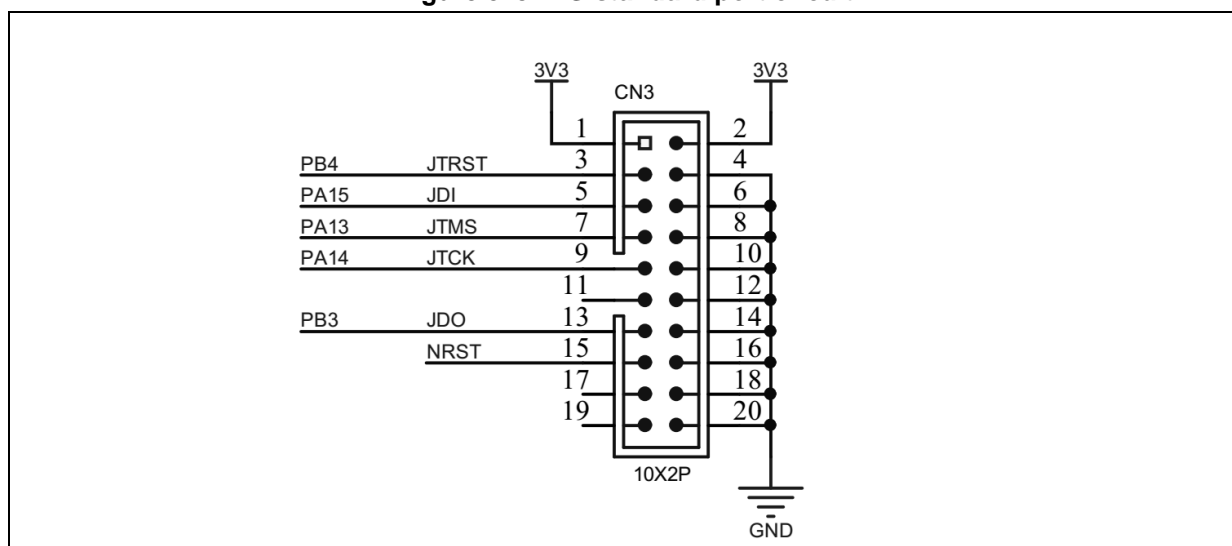 3V3 3V3
CN3
1 2
PB4 JTRST 3 4
PA15 JDI 5 6
PA13 JTMS 7 8
PA14 JTCK 9 10
11 12
PB3 JDO 13 14
NRST 15 16
17 18
19 20
10X2P
GND